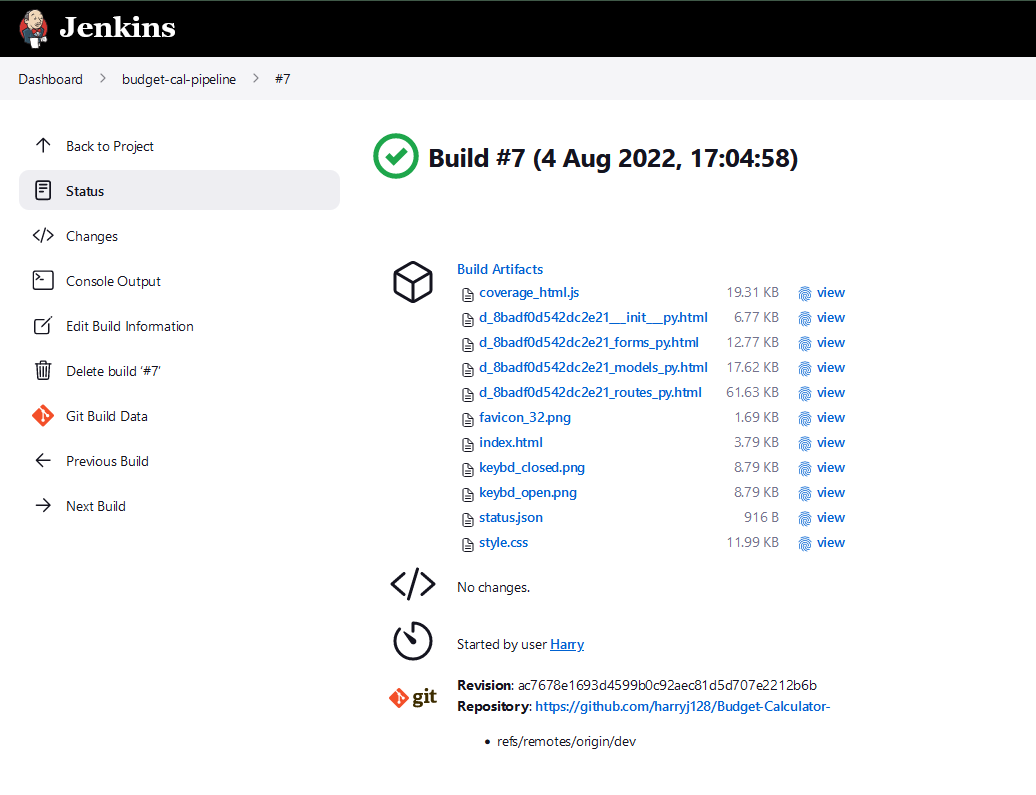 Jenkins
Dashboard > budget-cal-pipeline > #7
Back to Project
Status
Changes
Console Output
Edit Build Information
Delete build ‘#7’
Git Build Data
Previous Build
Next Build
Build #7 (4 Aug 2022, 17:04:58)
Build Artifacts
coverage_html.js 19.31 KB view
d_8badf0d542dc2e21___init___py.html 6.77 KB view
d_8badf0d542dc2e21_forms_py.html 12.77 KB view
d_8badf0d542dc2e21_models_py.html 17.62 KB view
d_8badf0d542dc2e21_routes_py.html 61.63 KB view
favicon_32.png 1.69 KB view
index.html 3.79 KB view
keybd_closed.png 8.79 KB view
keybd_open.png 8.79 KB view
status.json 916 B view
style.css 11.99 KB view
No changes.
Started by user Harry
git
Revision: ac7678e1693d4599b0c92aec81d5d707e2212b6b
Repository: https://github.com/harryj128/Budget-Calculator-
• refs/remotes/origin/dev